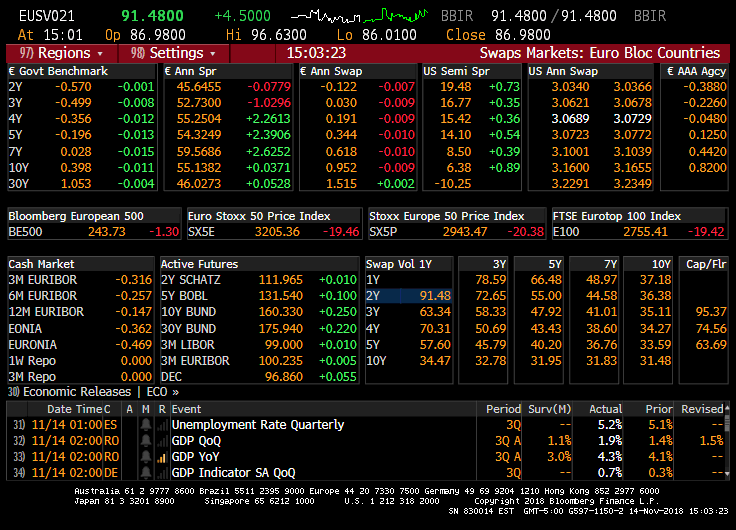 EUSV021 91.4800 +4.5000 BBIR 91.4800 /91.4800 BBIR
At 15:01 Op 86.9800 Hi 96.6300 Lo 86.0100 Close 86.9800
97) Regions 98) Settings 15:03:23 Swaps Markets: Euro Bloc Countries
€ Govt Benchmark € Ann Spr € Ann Swap US Semi Spr US Ann Swap € AAA Agcy
2Y -0.570 -0.001 45.6455 -0.0779 -0.122 -0.007 19.48 +0.73 3.0340 3.0366 -0.3880
3Y -0.499 -0.008 52.7300 -1.0296 0.030 -0.009 16.77 +0.35 3.0621 3.0678 -0.2260
4Y -0.356 -0.012 55.2504 +2.2613 0.191 -0.009 15.42 +0.36 3.0689 3.0729 -0.0480
5Y -0.196 -0.013 54.3249 +2.3906 0.344 -0.010 14.10 +0.54 3.0723 3.0772 0.1250
7Y 0.028 -0.015 59.5686 +2.6252 0.618 -0.010 8.50 +0.39 3.1001 3.1039 0.4420
10Y 0.398 -0.011 55.1382 +0.0371 0.952 -0.009 6.38 +0.89 3.1600 3.1655 0.8200
30Y 1.053 -0.004 46.0273 +0.0528 1.515 +0.002 -10.25 3.2291 3.2349
Bloomberg European 500 Euro Stoxx 50 Price Index Stoxx Europe 50 Price Index FTSE Eurotop 100 Index
BE500 243.73 -1.30 SX5E 3205.36 -19.46 SX5P 2943.47 -20.38 E100 2755.41 -19.42
Cash Market Active Futures Swap Vol 1Y 3Y 5Y 7Y 10Y Cap/Flr
3M EURIBOR -0.316 2Y SCHATZ 111.965 +0.010 1Y 78.59 66.48 48.97 37.18
6M EURIBOR -0.257 5Y BOBL 131.540 +0.100 2Y 91.48 72.65 55.00 44.58 36.38
12M EURIBOR -0.147 10Y BUND 160.330 +0.250 3Y 63.34 58.33 47.92 41.01 35.11 95.37
EONIA -0.362 30Y BUND 175.940 +0.220 4Y 70.31 50.69 43.43 38.60 34.27 74.56
EURONIA -0.469 3M LIBOR 99.000 +0.010 5Y 57.60 45.79 40.20 36.76 33.59 63.69
1W Repo 0.000 3M EURIBOR 100.235 +0.005 10Y 34.47 32.78 31.95 31.83 31.48
3M Repo 0.000 DEC 96.860 +0.055
30) Economic Releases | ECO »
Date Time C A M R Event Period Surv(M) Actual Prior Revised
31) 11/14 01:00 ES Unemployment Rate Quarterly 3Q -- 5.2% 5.1% --
32) 11/14 02:00 RO GDP QoQ 3Q A 1.1% 1.9% 1.4% 1.5%
33) 11/14 02:00 RO GDP YoY 3Q A 3.0% 4.3% 4.1% --
34) 11/14 02:00 DE GDP Indicator SA QoQ 3Q -- 0.7% 0.3% --
Australia 61 2 9777 8600 Brazil 5511 2395 9000 Europe 44 20 7330 7500 Germany 49 69 9204 1210 Hong Kong 852 2977 6000
Japan 81 3 3201 8900 Singapore 65 6212 1000 U.S. 1 212 318 2000 Copyright 2018 Bloomberg Finance L.P.
SN 830014 EST GMT-5:00 G597-1150-2 14-Nov-2018 15:03:23